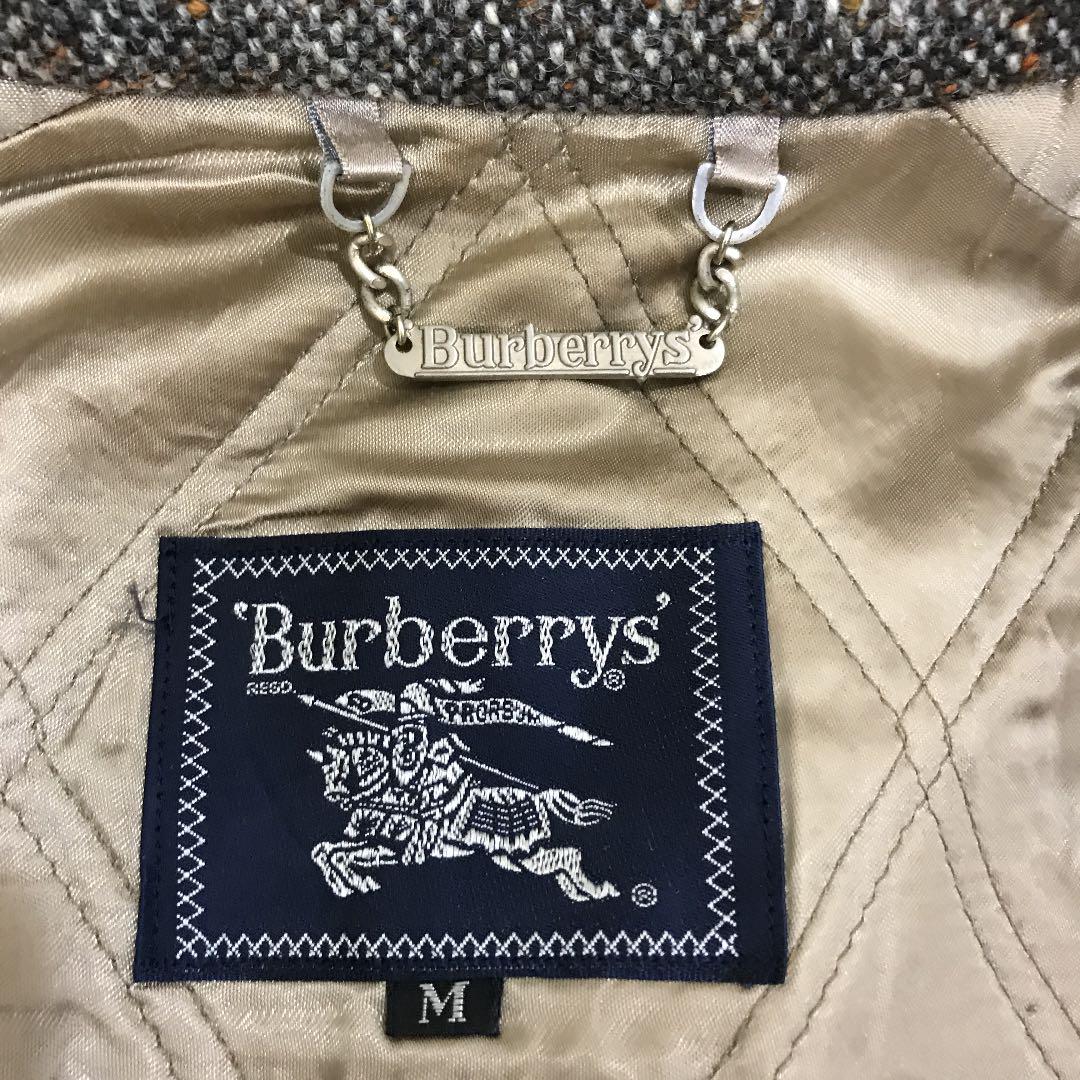 Burberrys'
'Burberrys'®
REGD.
PRORSUM
®
M